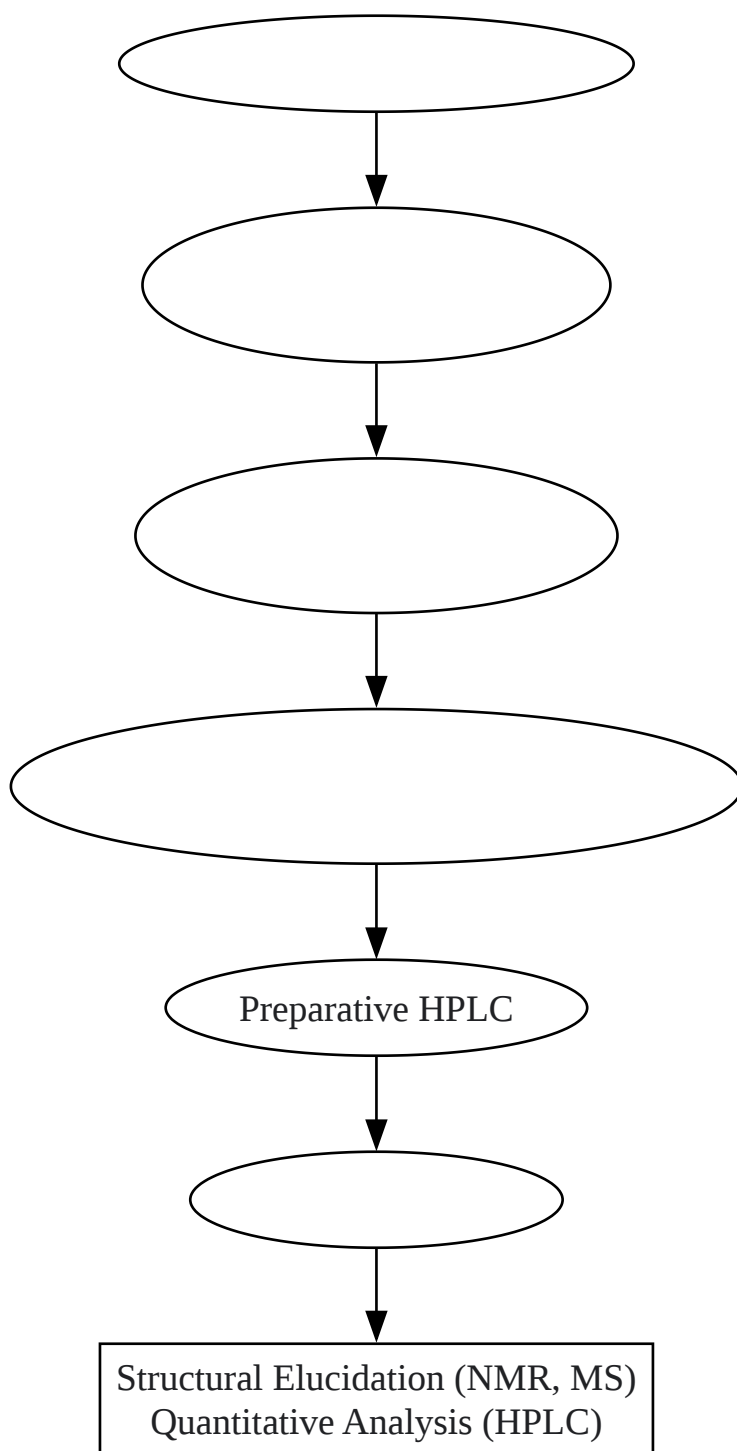 Preparative HPLC
Structural Elucidation (NMR, MS)
Quantitative Analysis (HPLC)